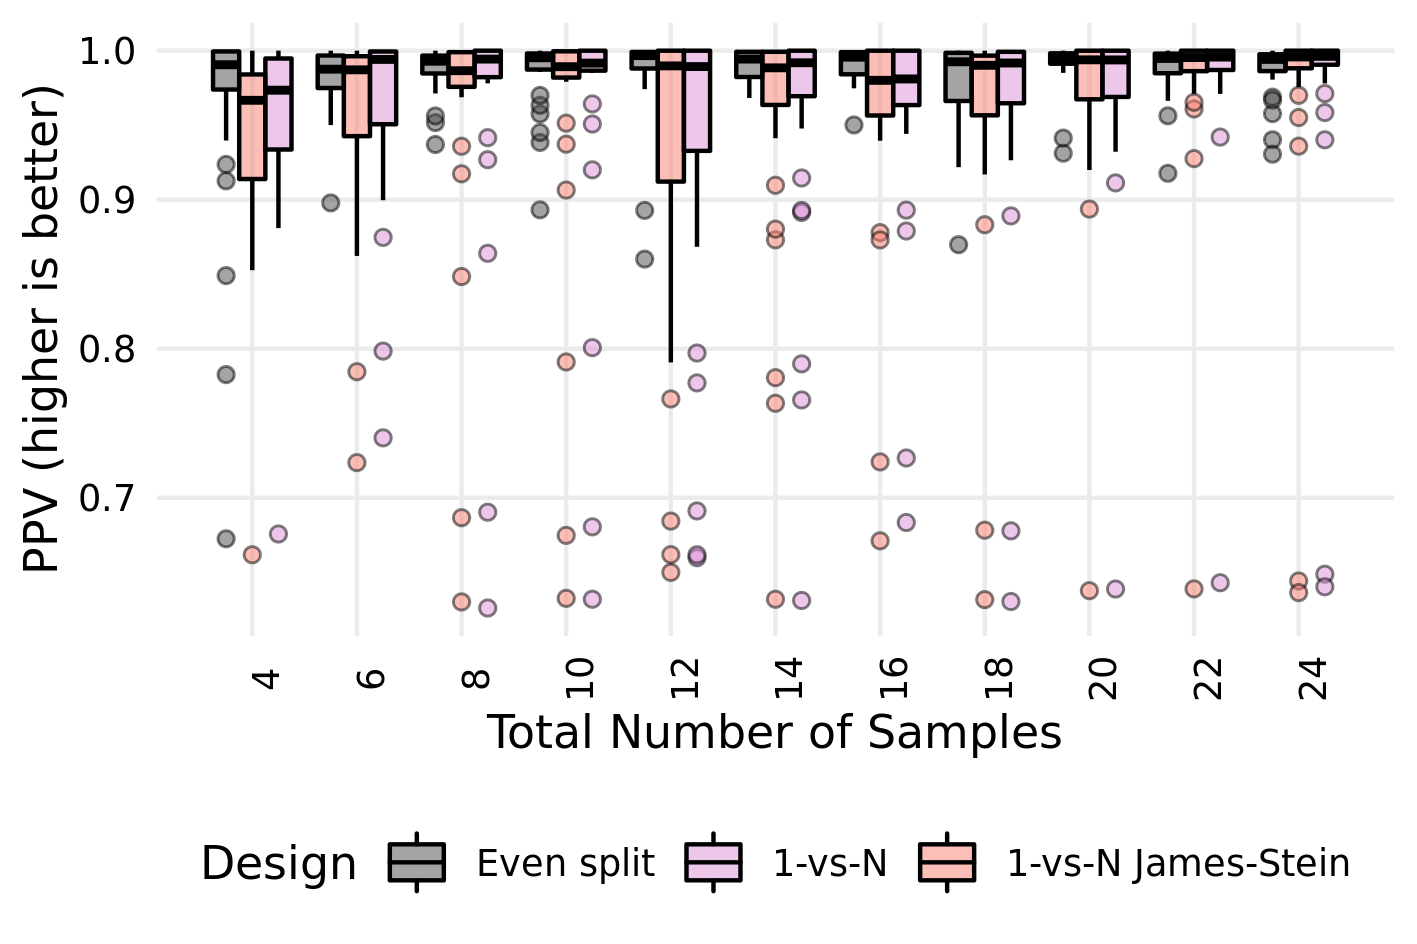 PPV (higher is better)
1.0
0.9
0.8
0.7
4 6 8 10 12 14 16 18 20 22 24
Total Number of Samples
Design Even split 1-vs-N 1-vs-N James-Stein